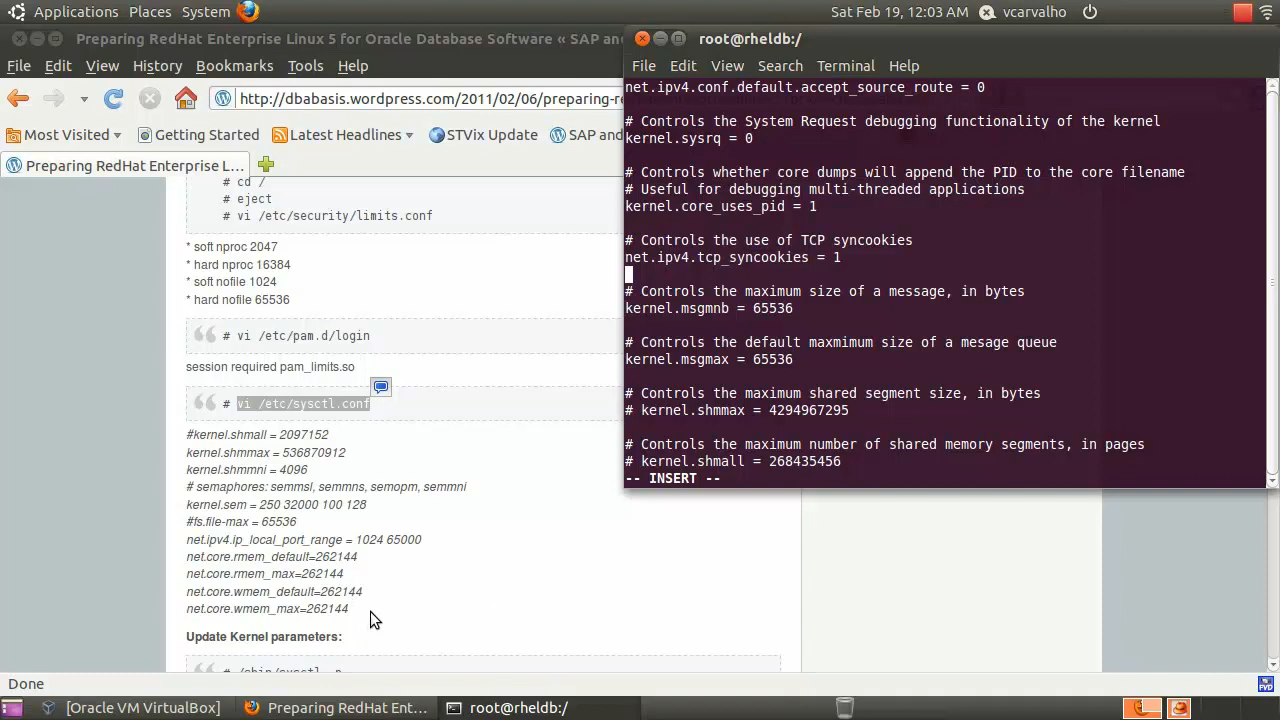 Applications Places System
Sat Feb 19, 12:03 AM vcarvalho
Preparing RedHat Enterprise Linux 5 for Oracle Database Software « SAP and
File Edit View History Bookmarks Tools Help
http://dbabasis.wordpress.com/2011/02/06/preparing-re
Most Visited Getting Started Latest Headlines STVix Update SAP and
Preparing RedHat Enterprise L...
# cd /
# eject
# vi /etc/security/limits.conf
* soft nproc 2047
* hard nproc 16384
* soft nofile 1024
* hard nofile 65536
# vi /etc/pam.d/login
session required pam_limits.so
# vi /etc/sysctl.conf
#kernel.shmall = 2097152
kernel.shmmax = 536870912
kernel.shmmni = 4096
# semaphores: semmsl, semmns, semopm, semmni
kernel.sem = 250 32000 100 128
#fs.file-max = 65536
net.ipv4.ip_local_port_range = 1024 65000
net.core.rmem_default=262144
net.core.rmem_max=262144
net.core.wmem_default=262144
net.core.wmem_max=262144
Update Kernel parameters:
# /sbin/sysctl -p
Done
root@rheldb:/
File Edit View Search Terminal Help
net.ipv4.conf.default.accept_source_route = 0
# Controls the System Request debugging functionality of the kernel
kernel.sysrq = 0
# Controls whether core dumps will append the PID to the core filename
# Useful for debugging multi-threaded applications
kernel.core_uses_pid = 1
# Controls the use of TCP syncookies
net.ipv4.tcp_syncookies = 1
# Controls the maximum size of a message, in bytes
kernel.msgmnb = 65536
# Controls the default maxmimum size of a mesage queue
kernel.msgmax = 65536
# Controls the maximum shared segment size, in bytes
# kernel.shmmax = 4294967295
# Controls the maximum number of shared memory segments, in pages
# kernel.shmall = 268435456
-- INSERT --
[Oracle VM VirtualBox] Preparing RedHat Ent... root@rheldb:/
FVD